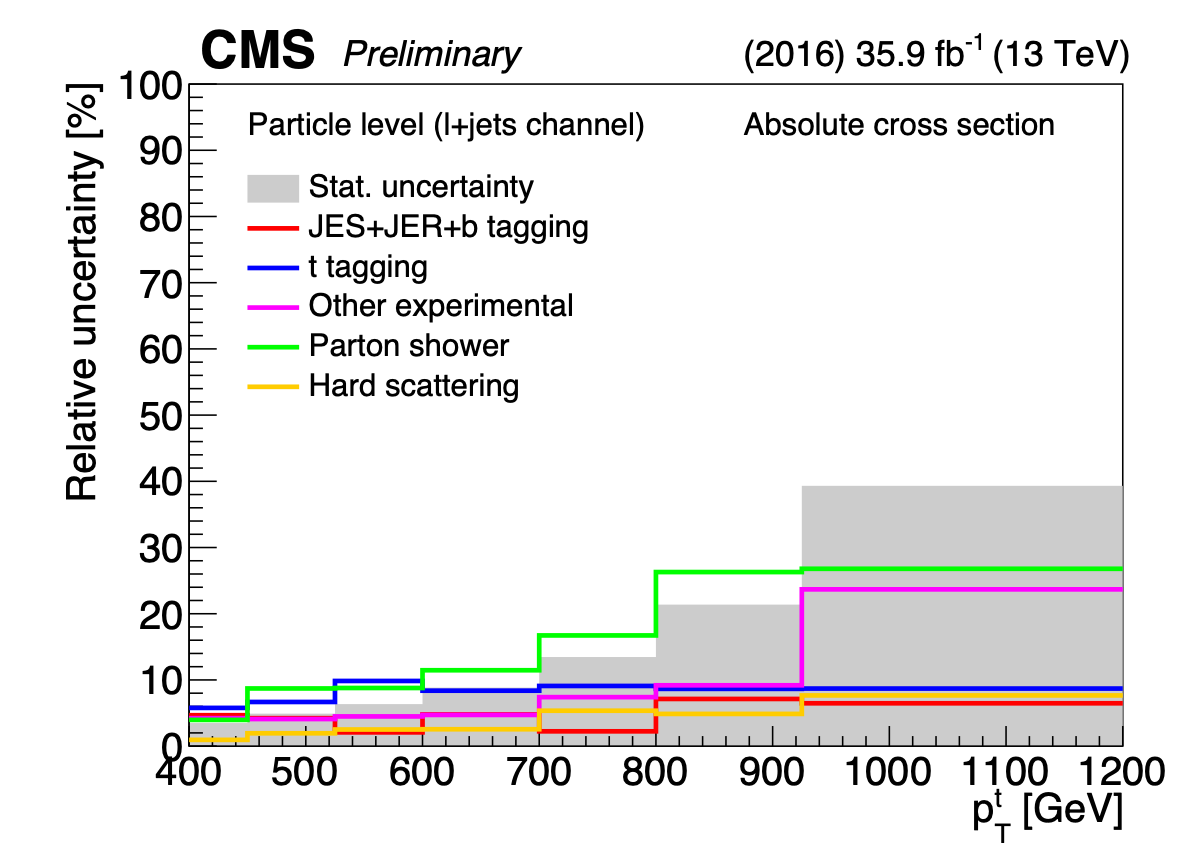 CMS Preliminary (2016) 35.9 fb⁻¹ (13 TeV)
Relative uncertainty [%]
Particle level (l+jets channel) Absolute cross section
Stat. uncertainty
JES+JER+b tagging
t tagging
Other experimental
Parton shower
Hard scattering
100
90
80
70
60
50
40
30
20
10
0
400 500 600 700 800 900 1000 1100 1200
p_T^t [GeV]